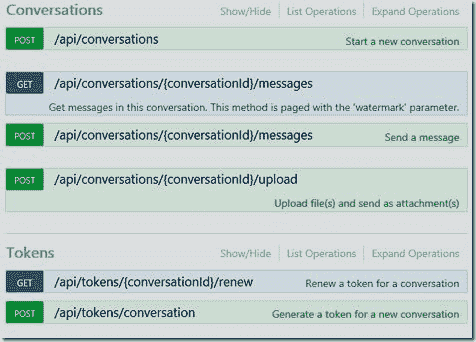 Conversations Show/Hide List Operations Expand Operations
POST /api/conversations Start a new conversation
GET /api/conversations/{conversationId}/messages
Get messages in this conversation. This method is paged with the 'watermark' parameter.
POST /api/conversations/{conversationId}/messages Send a message
POST /api/conversations/{conversationId}/upload
Upload file(s) and send as attachment(s)
Tokens Show/Hide List Operations Expand Operations
GET /api/tokens/{conversationId}/renew Renew a token for a conversation
POST /api/tokens/conversation Generate a token for a new conversation